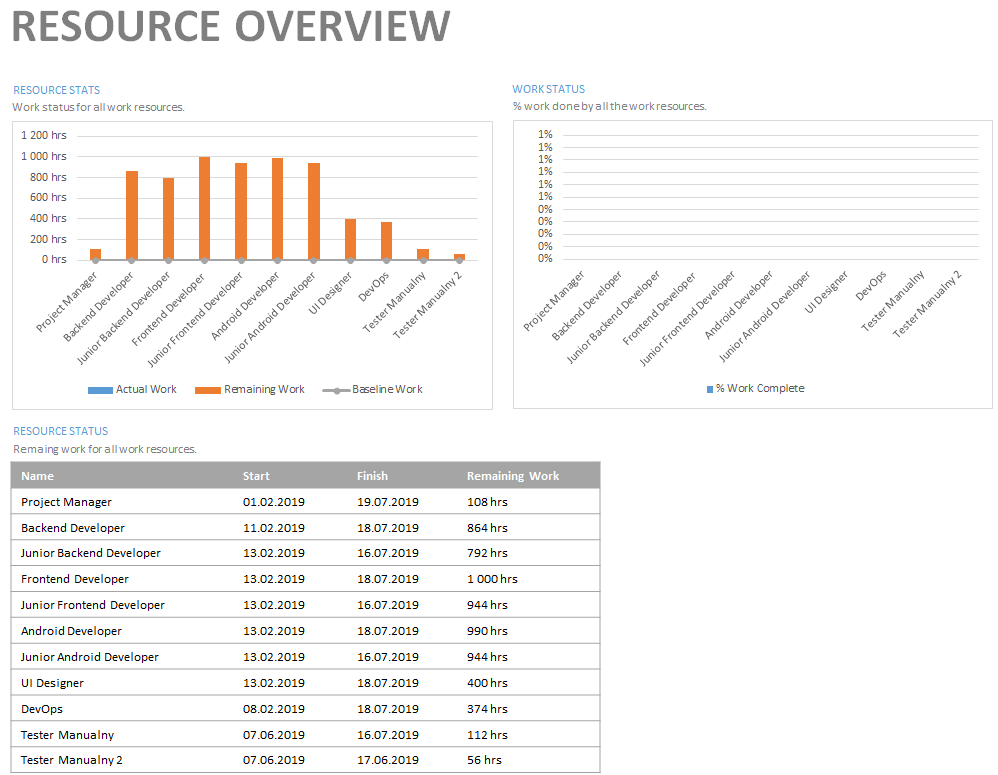 RESOURCE OVERVIEW
RESOURCE STATS
Work status for all work resources.
1 200 hrs
1 000 hrs
800 hrs
600 hrs
400 hrs
200 hrs
0 hrs
Project Manager
Backend Developer
Junior Backend Developer
Frontend Developer
Junior Frontend Developer
Android Developer
Junior Android Developer
UI Designer
DevOps
Tester Manualny
Tester Manualny 2
Actual Work Remaining Work Baseline Work
WORK STATUS
% work done by all the work resources.
1%
1%
1%
1%
1%
1%
0%
0%
0%
0%
0%
Project Manager
Backend Developer
Junior Backend Developer
Frontend Developer
Junior Frontend Developer
Android Developer
Junior Android Developer
UI Designer
DevOps
Tester Manualny
Tester Manualny 2
% Work Complete
RESOURCE STATUS
Remaing work for all work resources.
Name Start Finish Remaining Work
Project Manager 01.02.2019 19.07.2019 108 hrs
Backend Developer 11.02.2019 18.07.2019 864 hrs
Junior Backend Developer 13.02.2019 16.07.2019 792 hrs
Frontend Developer 13.02.2019 18.07.2019 1 000 hrs
Junior Frontend Developer 13.02.2019 16.07.2019 944 hrs
Android Developer 13.02.2019 18.07.2019 990 hrs
Junior Android Developer 13.02.2019 16.07.2019 944 hrs
UI Designer 13.02.2019 18.07.2019 400 hrs
DevOps 08.02.2019 18.07.2019 374 hrs
Tester Manualny 07.06.2019 16.07.2019 112 hrs
Tester Manualny 2 07.06.2019 17.06.2019 56 hrs